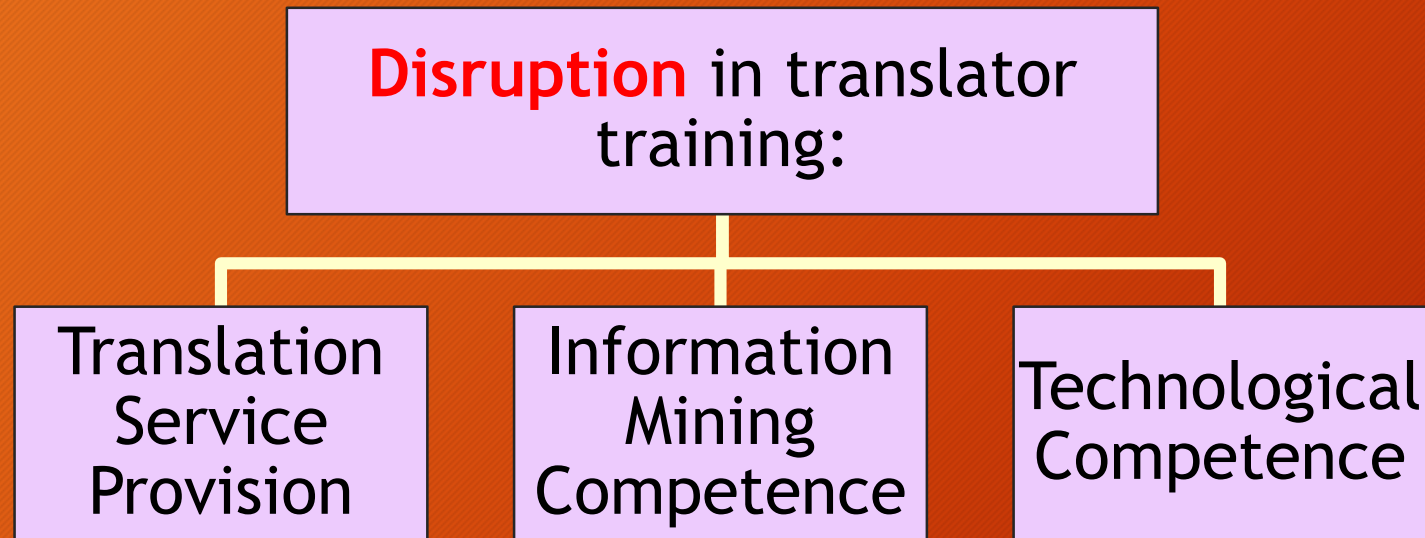 Disruption in translator
training:
Translation
Service
Provision
Information
Mining
Competence
Technological
Competence